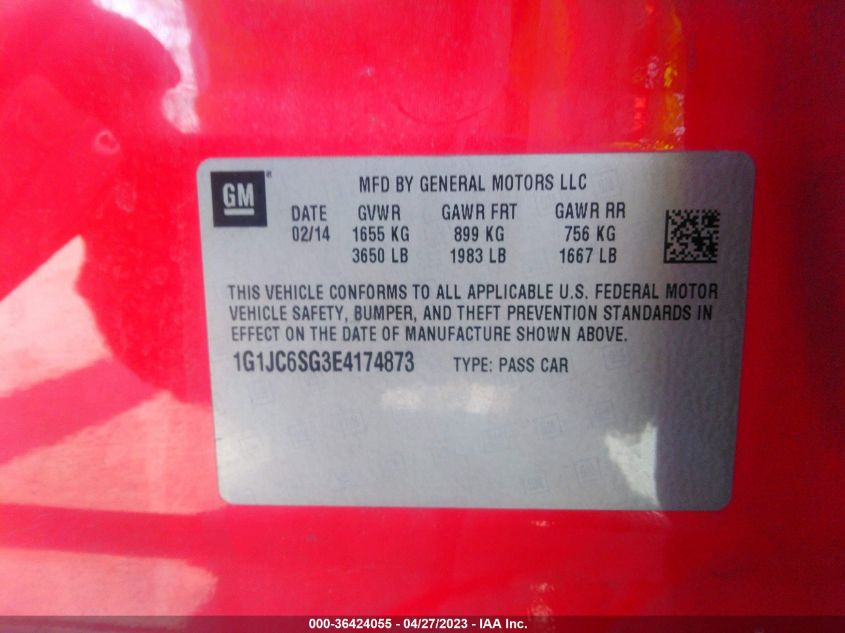 GM®
MFD BY GENERAL MOTORS LLC
DATE GVWR GAWR FRT GAWR RR
02/14 1655 KG 899 KG 756 KG
3650 LB 1983 LB 1667 LB
THIS VEHICLE CONFORMS TO ALL APPLICABLE U.S. FEDERAL MOTOR
VEHICLE SAFETY, BUMPER, AND THEFT PREVENTION STANDARDS IN
EFFECT ON THE DATE OF MANUFACTURE SHOWN ABOVE.
1G1JC6SG3E4174873 TYPE: PASS CAR
000-36424055 - 04/27/2023 - IAA Inc.